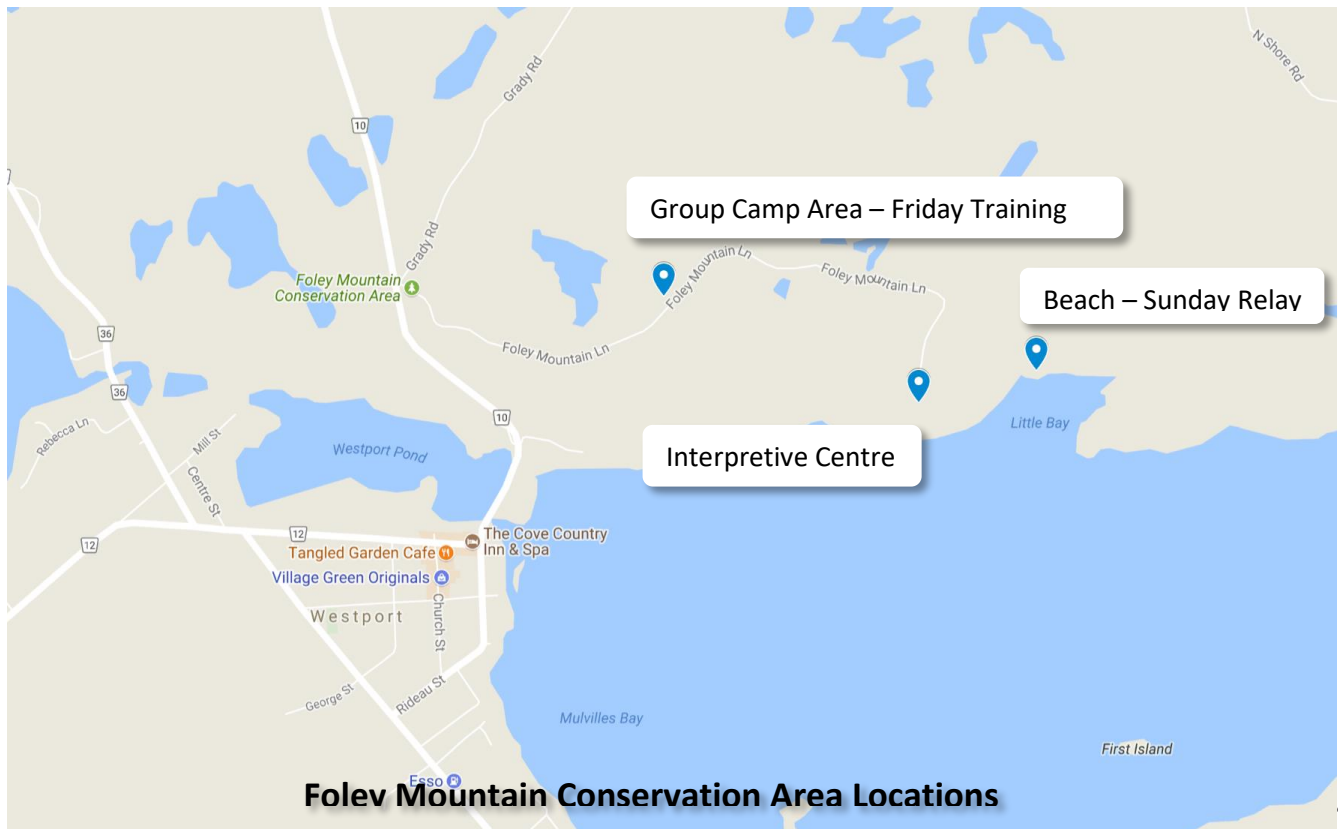 N Shore Rd
Grady Rd
10
Group Camp Area – Friday Training
Grady Rd
Foley Mountain Ln
Foley Mountain Ln
Foley Mountain
Conservation Area
Beach – Sunday Relay
36
Foley Mountain Ln
36
10
Little Bay
Rebecca Ln
Mill St
Westport Pond
Interpretive Centre
Centre St
12
The Cove Country
Inn & Spa
12
Tangled Garden Cafe
Village Green Originals
Westport
Church St
George St
Rideau St
Mulvilles Bay
First Island
Esso
Foley Mountain Conservation Area Locations